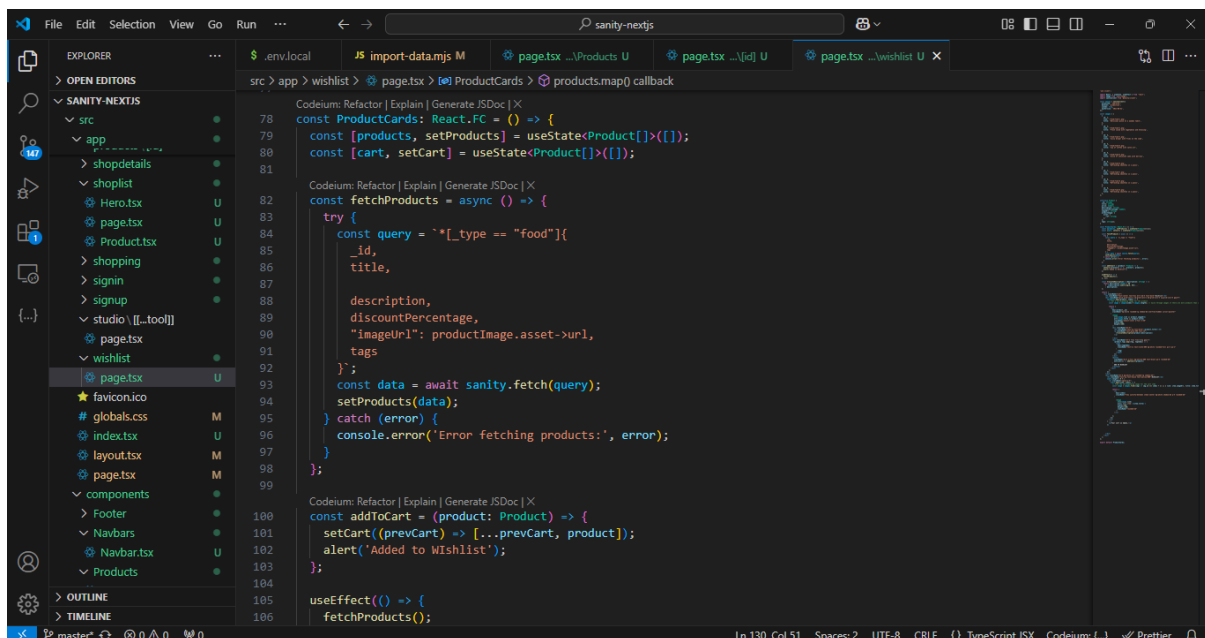 File Edit Selection View Go Run ··· sanity-nextjs
EXPLORER ···
OPEN EDITORS
SANITY-NEXTJS
src
app
shopdetails
shoplist
Hero.tsx U
page.tsx U
Product.tsx U
shopping
signin
signup
studio \ [[...tool]]
page.tsx
wishlist
page.tsx U
favicon.ico
# globals.css M
index.tsx U
layout.tsx M
page.tsx M
components
Footer
Navbars
Navbar.tsx U
Products
OUTLINE
TIMELINE
147
1
$ .env.local JS import-data.mjs M page.tsx ...\Products U page.tsx ...\[id] U page.tsx ...\wishlist U
src > app > wishlist > page.tsx > ProductCards > products.map() callback
Codeium: Refactor | Explain | Generate JSDoc | X
78 const ProductCards: React.FC = () => {
79 const [products, setProducts] = useState<Product[]>([]);
80 const [cart, setCart] = useState<Product[]>([]);
81
Codeium: Refactor | Explain | Generate JSDoc | X
82 const fetchProducts = async () => {
83 try {
84 const query = `*[_type == "food"]{
85 _id,
86 title,
87
88 description,
89 discountPercentage,
90 "imageUrl": productImage.asset->url,
91 tags
92 }`;
93 const data = await sanity.fetch(query);
94 setProducts(data);
95 } catch (error) {
96 console.error('Error fetching products:', error);
97 }
98 };
99
Codeium: Refactor | Explain | Generate JSDoc | X
100 const addToCart = (product: Product) => {
101 setCart((prevCart) => [...prevCart, product]);
102 alert('Added to WIshlist');
103 };
104
105 useEffect(() => {
106 fetchProducts();
master* 0 0 0 Ln 130, Col 51 Spaces: 2 UTF-8 CRLF {} TypeScript JSX Codeium: {...} Prettier